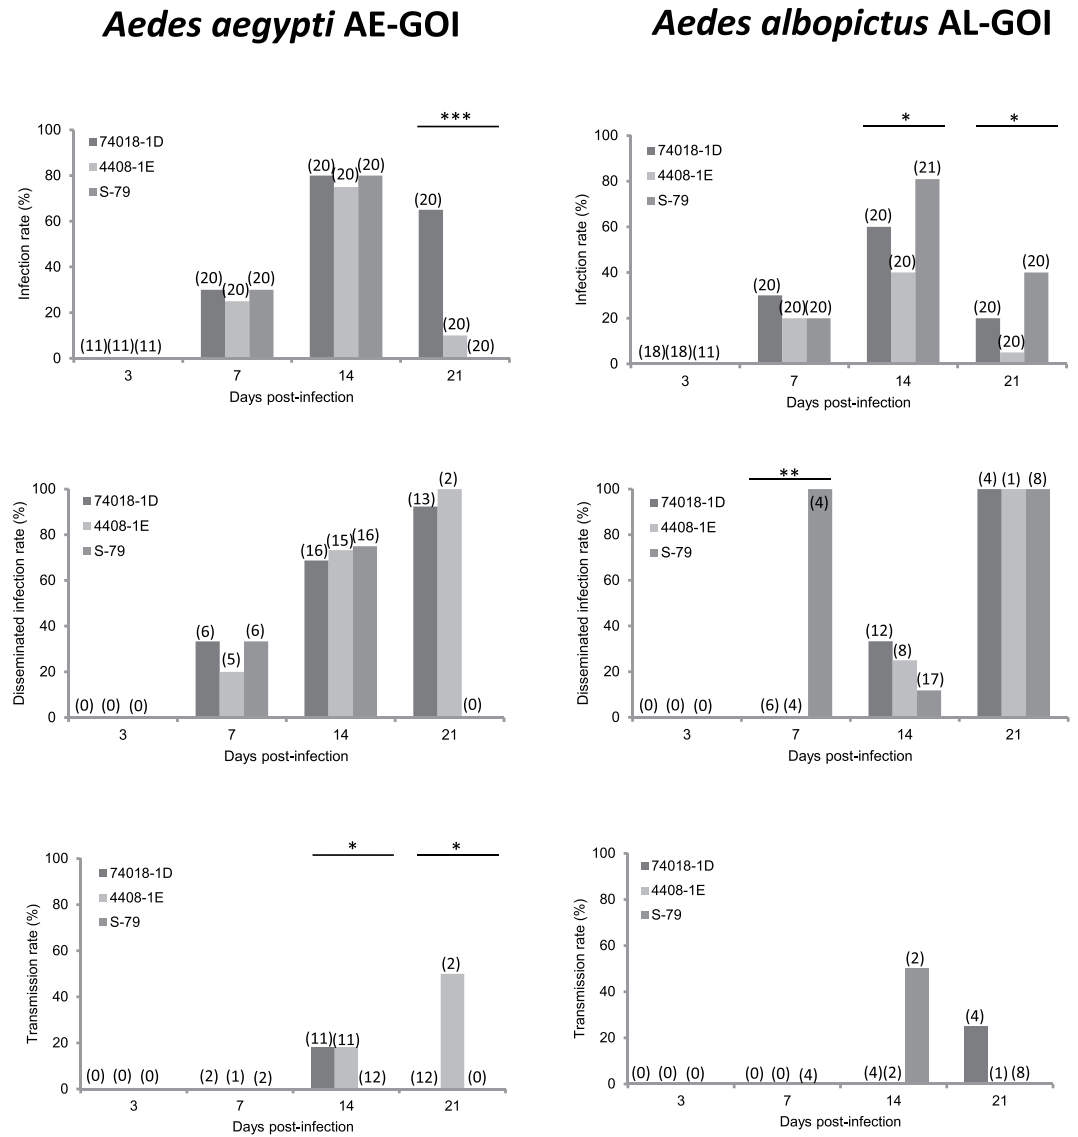 Aedes aegypti AE-GOI
Aedes albopictus AL-GOI
***
100
80
60
40
20
0
Infection rate (%)
74018-1D
4408-1E
S-79
(11)(11)(11)
(20) (20) (20)
(20) (20) (20)
(20) (20) (20)
3 7 14 21
Days post-infection
* *
100
80
60
40
20
0
Infection rate (%)
74018-1D
4408-1E
S-79
(18)(18)(11)
(20) (20)(20)
(20) (20) (21)
(20) (20) (20)
3 7 14 21
Days post-infection
100
80
60
40
20
0
Disseminated infection rate (%)
74018-1D
4408-1E
S-79
(0) (0) (0)
(6) (5) (6)
(16) (15) (16)
(13) (2) (0)
3 7 14 21
Days post-infection
**
100
80
60
40
20
0
Disseminated infection rate (%)
74018-1D
4408-1E
S-79
(0) (0) (0)
(6) (4) (4)
(12) (8) (17)
(4) (1) (8)
3 7 14 21
Days post-infection
* *
100
80
60
40
20
0
Transmission rate (%)
74018-1D
4408-1E
S-79
(0) (0) (0)
(2) (1) (2)
(11) (11) (12)
(12) (2) (0)
3 7 14 21
Days post-infection
100
80
60
40
20
0
Transmission rate (%)
74018-1D
4408-1E
S-79
(0) (0) (0)
(0) (0) (4)
(4)(2) (2)
(4) (1) (8)
3 7 14 21
Days post-infection